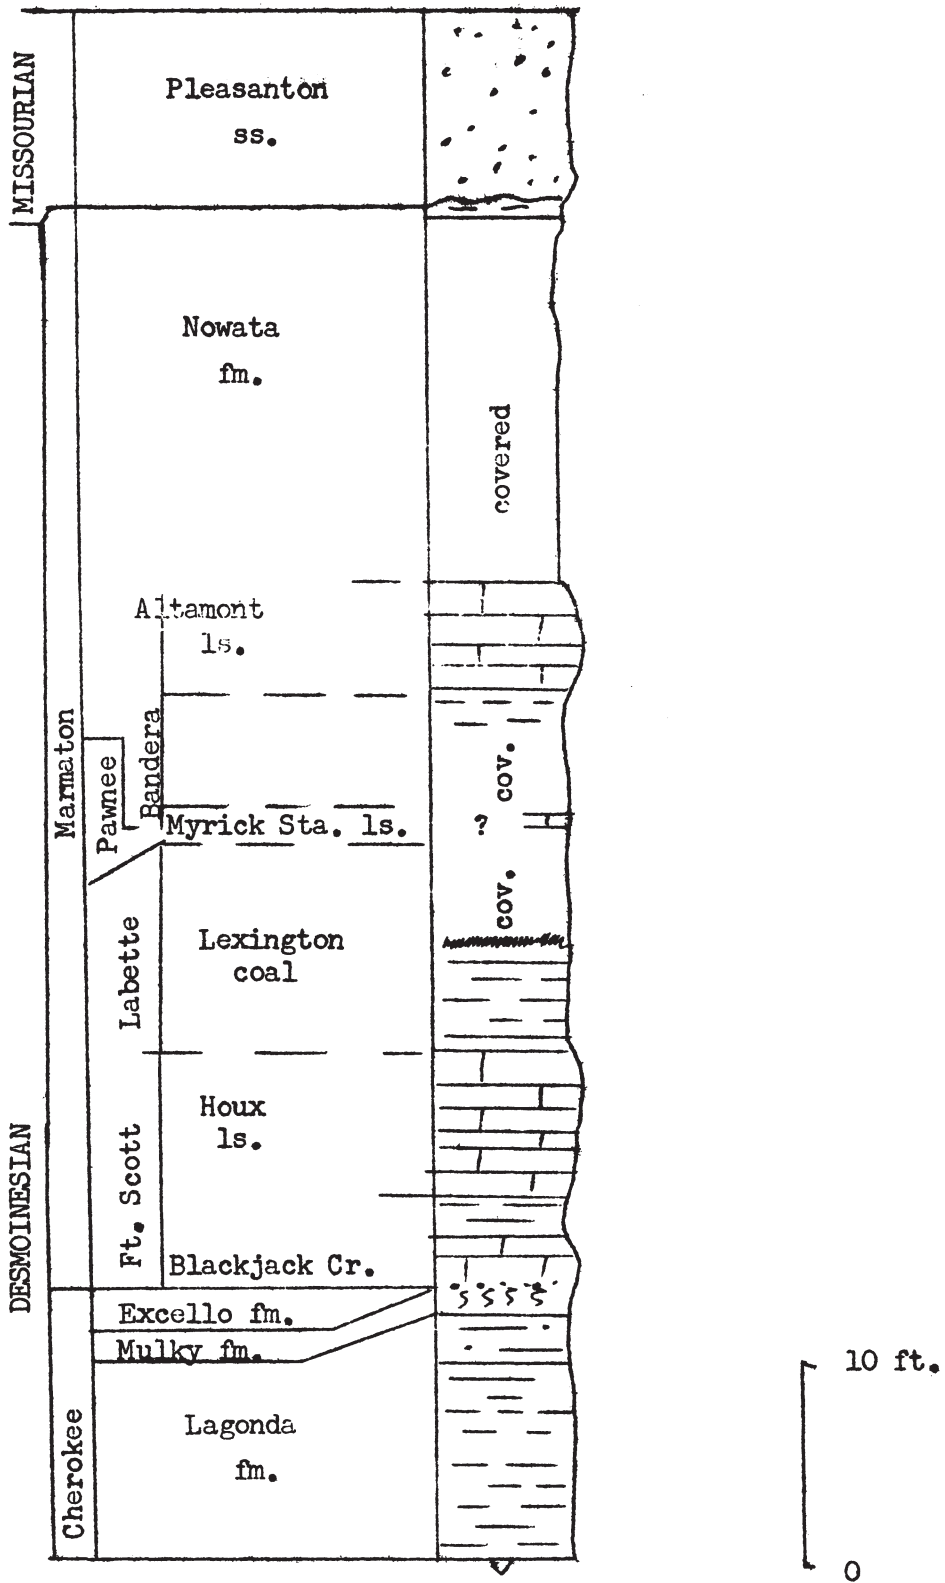 MISSOURIAN
Pleasanton
ss.
Nowata
fm.
covered
Altamont
ls.
Marmaton
Pawnee
Bandera
cov.
Myrick Sta. ls.
?
cov.
Labette
Lexington
coal
DESMOINESIAN
Ft. Scott
Houx
ls.
Blackjack Cr.
Excello fm.
Mulky fm.
Cherokee
Lagonda
fm.
10 ft.
0